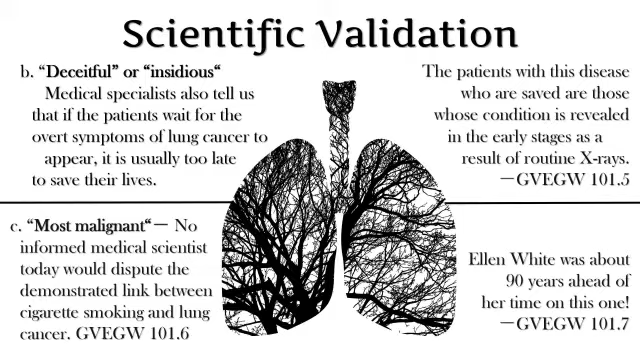 Scientific Validation
b. “Deceitful” or “insidious“
Medical specialists also tell us
that if the patients wait for the
overt symptoms of lung cancer to
appear, it is usually too late
to save their lives.
The patients with this disease
who are saved are those
whose condition is revealed
in the early stages as a
result of routine X-rays.
—GVEGW 101.5
c. “Most malignant“— No
informed medical scientist
today would dispute the
demonstrated link between
cigarette smoking and lung
cancer. GVEGW 101.6
Ellen White was about
90 years ahead of
her time on this one!
—GVEGW 101.7